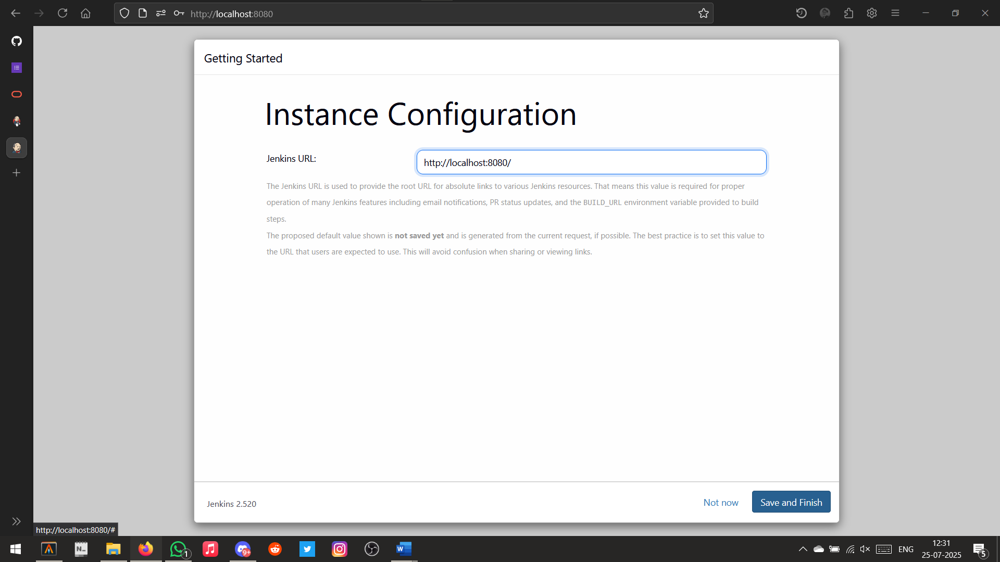 http://localhost:8080
Getting Started
Instance Configuration
Jenkins URL:
http://localhost:8080/
The Jenkins URL is used to provide the root URL for absolute links to various Jenkins resources. That means this value is required for proper
operation of many Jenkins features including email notifications, PR status updates, and the BUILD_URL environment variable provided to build
steps.
The proposed default value shown is not saved yet and is generated from the current request, if possible. The best practice is to set this value to
the URL that users are expected to use. This will avoid confusion when sharing or viewing links.
Jenkins 2.520
Not now
Save and Finish
http://localhost:8080/#
N_
1
9+
W
ENG
12:31
25-07-2025
5